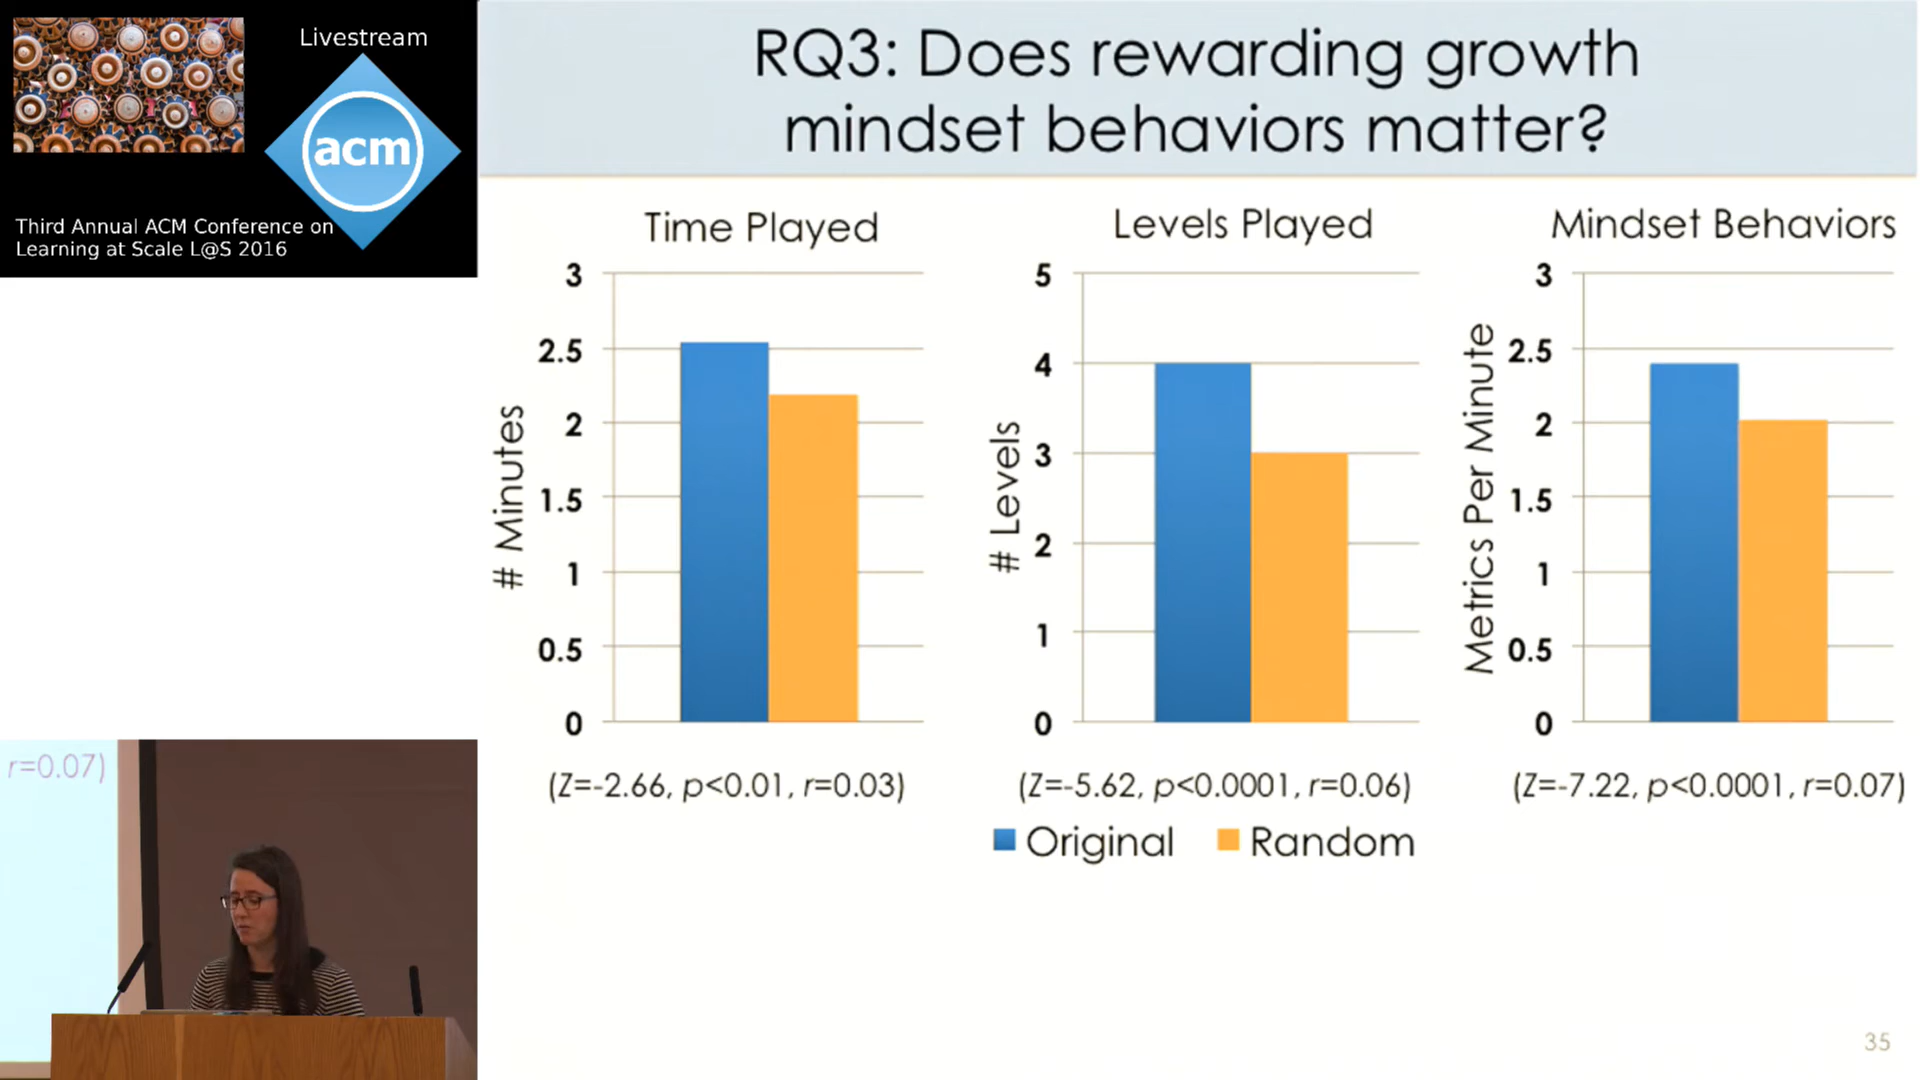 Livestream
acm
Third Annual ACM Conference on
Learning at Scale L@S 2016
RQ3: Does rewarding growth
mindset behaviors matter?
Time Played
# Minutes
3
2.5
2
1.5
1
0.5
0
(Z=-2.66, p<0.01, r=0.03)
Levels Played
# Levels
5
4
3
2
1
0
(Z=-5.62, p<0.0001, r=0.06)
Mindset Behaviors
Metrics Per Minute
3
2.5
2
1.5
1
0.5
0
(Z=-7.22, p<0.0001, r=0.07)
Original
Random
r=0.07)
35